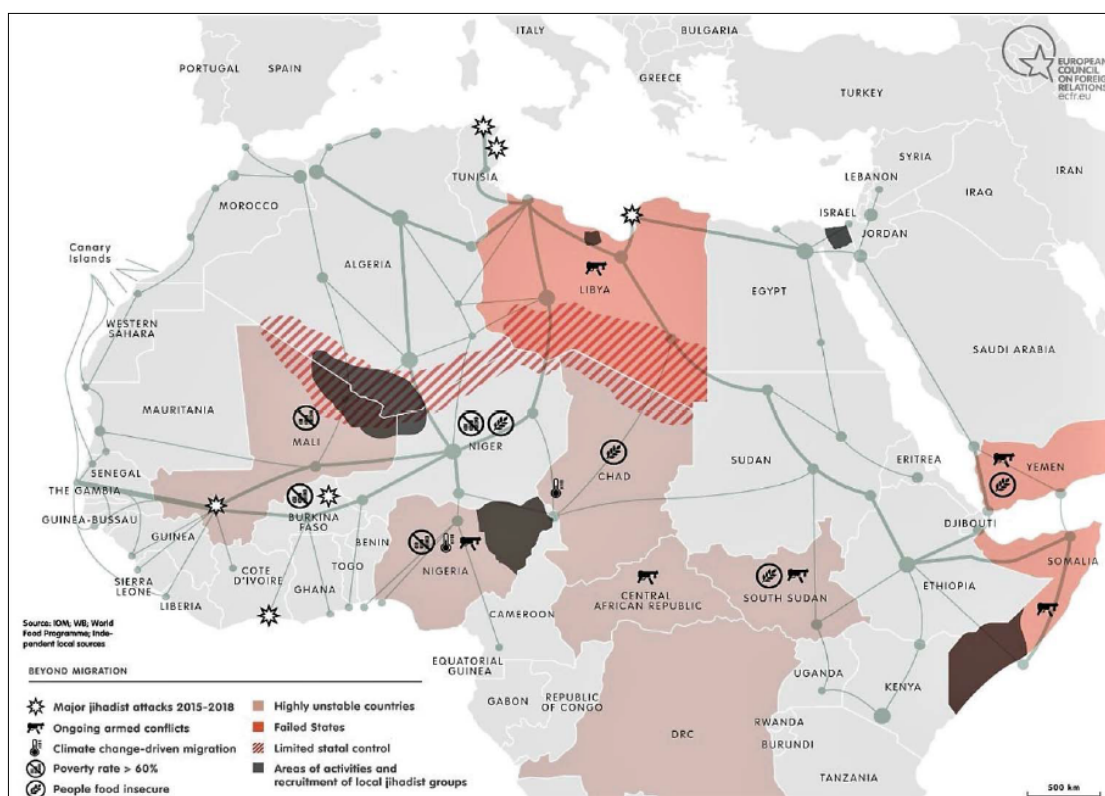 ITALY
BULGARIA
PORTUGAL
SPAIN
GREECE
TURKEY
EUROPEAN
COUNCIL
ON FOREIGN
RELATIONS
ecfr.eu
SYRIA
LEBANON
IRAN
IRAQ
TUNISIA
ISRAEL
JORDAN
MOROCCO
Canary
Islands
ALGERIA
LIBYA
EGYPT
WESTERN
SAHARA
SAUDI ARABIA
MAURITANIA
MALI
NIGER
CHAD
SUDAN
ERITREA
YEMEN
SENEGAL
THE GAMBIA
GUINEA-BUSSAU
GUINEA
BURKINA
FASO
BENIN
DJIBOUTI
SIERRA
LEONE
COTE
D'IVOIRE
TOGO
NIGERIA
SOMALIA
LIBERIA
GHANA
CENTRAL
AFRICAN REPUBLIC
SOUTH SUDAN
ETHIOPIA
CAMEROON
Source: IOM; WB; World
Food Programme; Inde-
pendent local sources
EQUATORIAL
GUINEA
UGANDA
KENYA
GABON
REPUBLIC
OF CONGO
DRC
RWANDA
BURUNDI
TANZANIA
BEYOND MIGRATION
Major jihadist attacks 2015-2018
Ongoing armed conflicts
Climate change-driven migration
Poverty rate > 60%
People food insecure
Highly unstable countries
Failed States
Limited statal control
Areas of activities and
recruitment of local jihadist groups
500 km